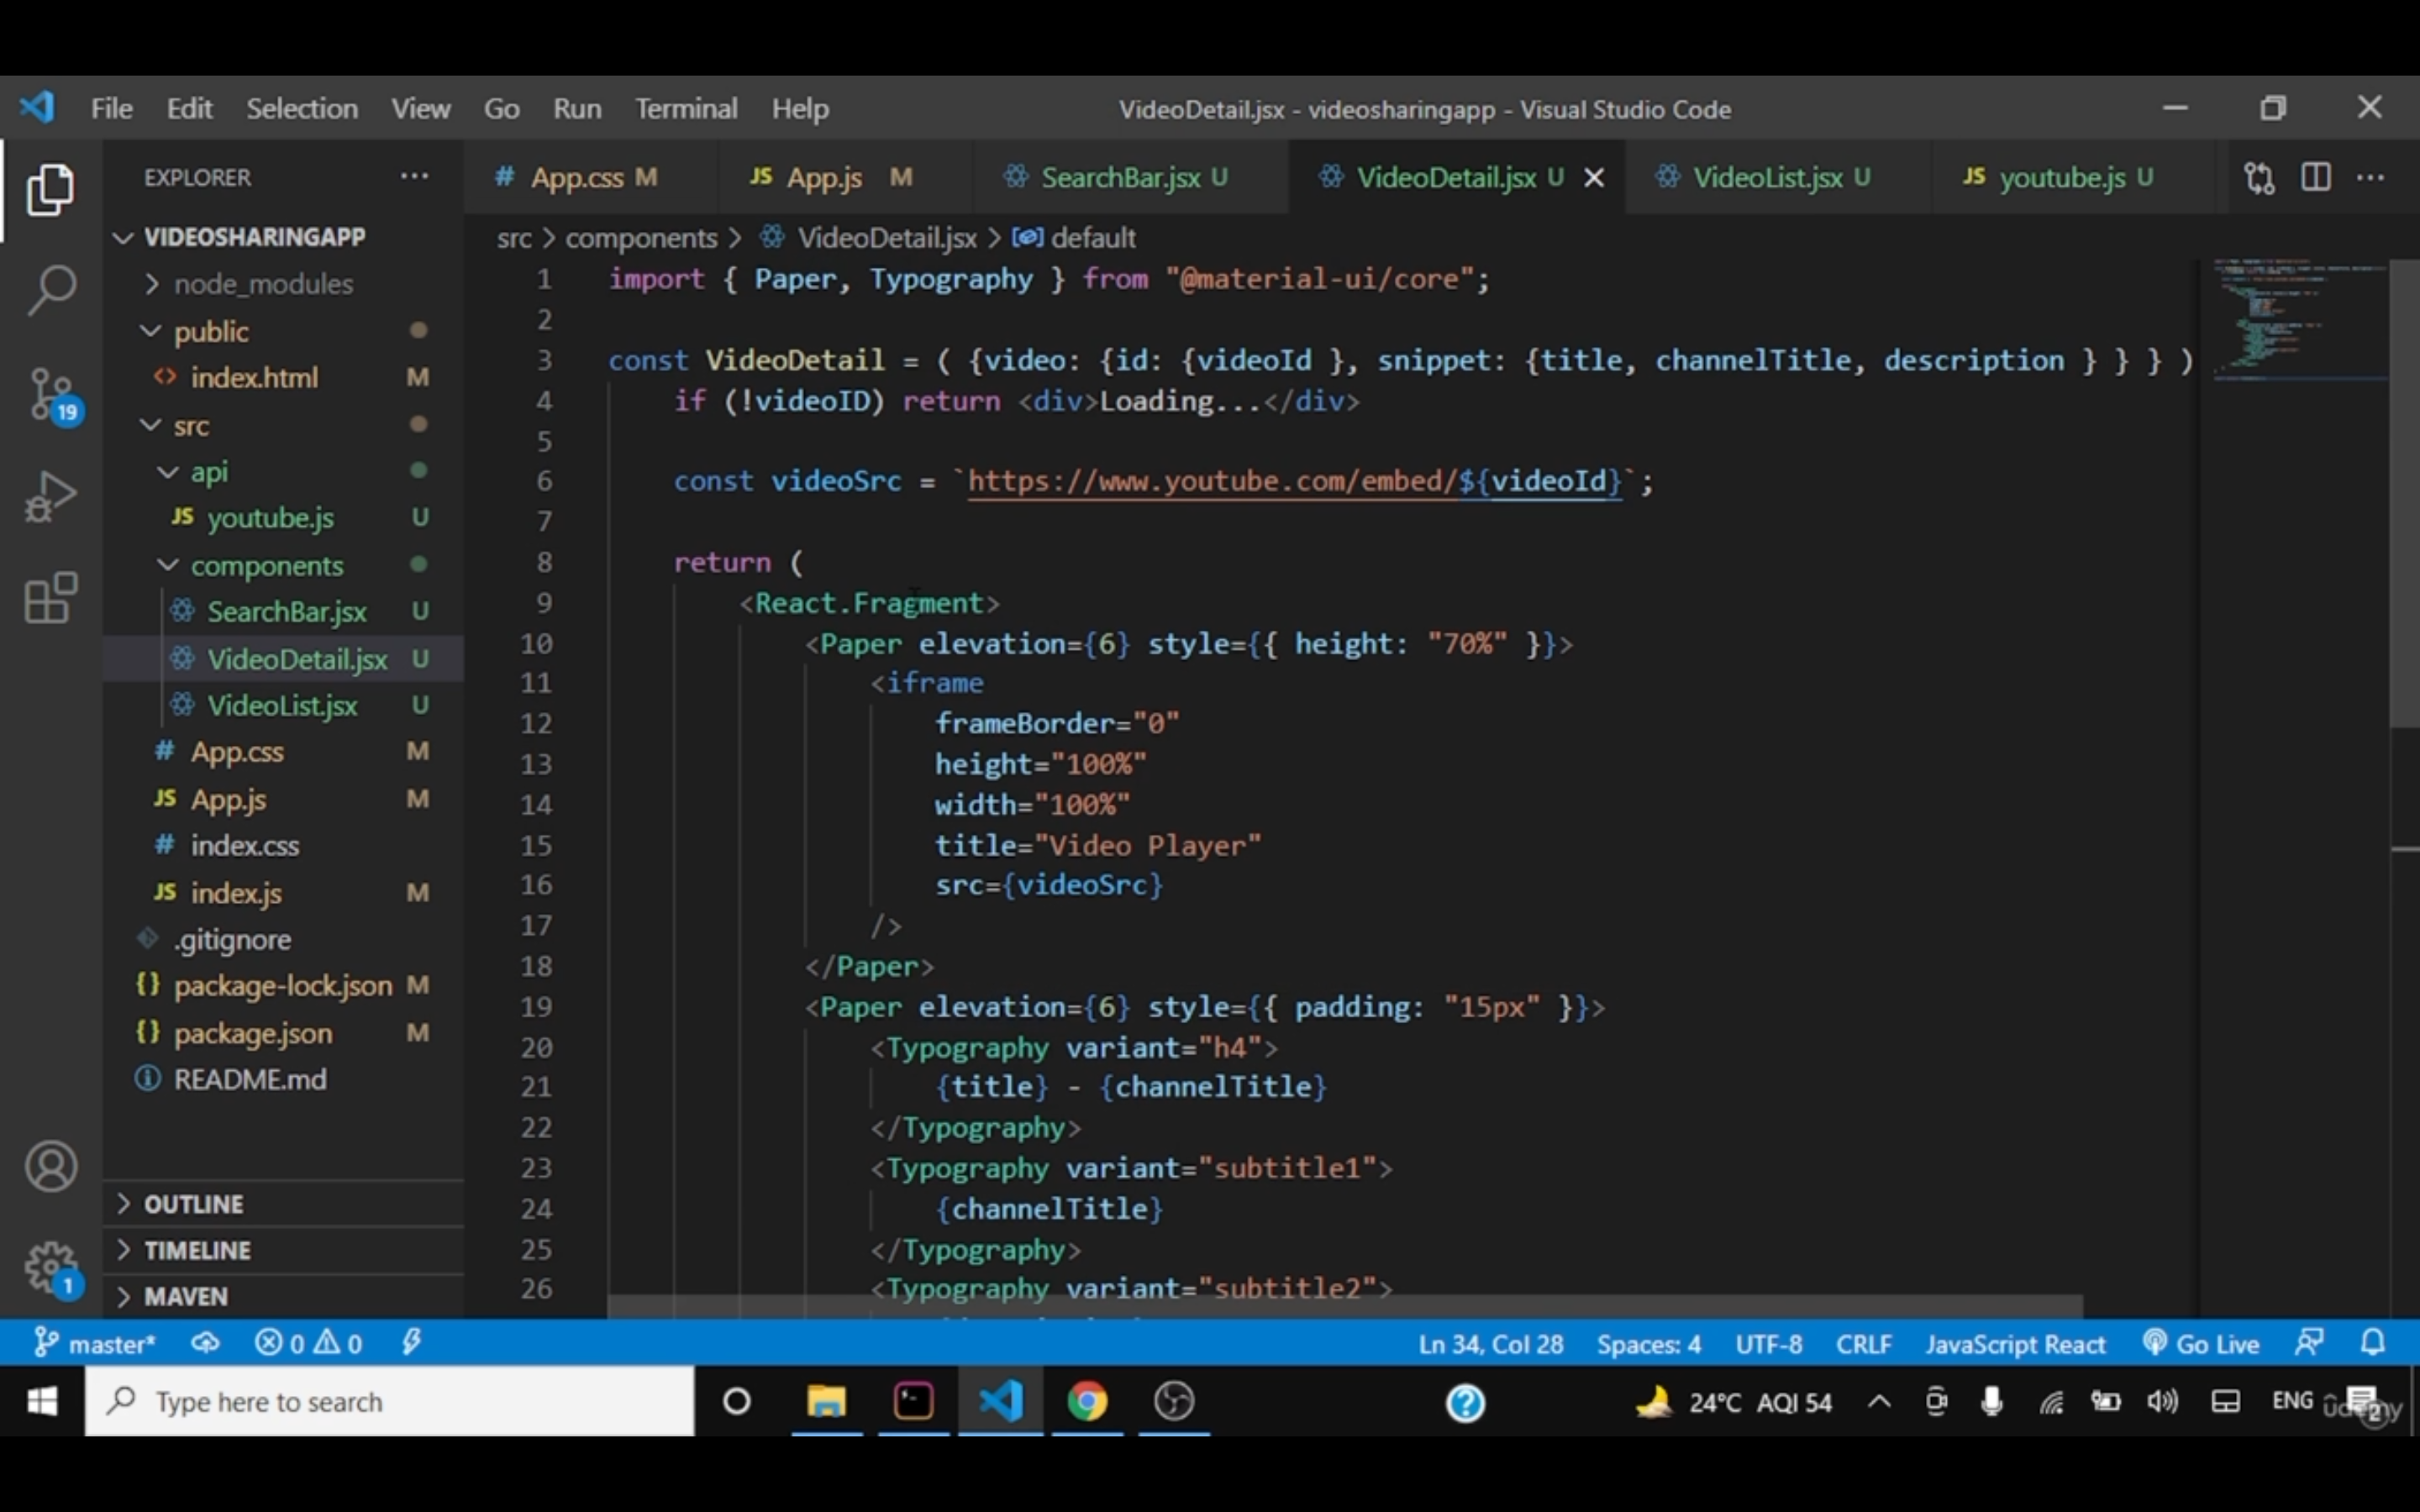 File Edit Selection View Go Run Terminal Help VideoDetail.jsx - videosharingapp - Visual Studio Code
EXPLORER
App.css M JS App.js M SearchBar.jsx U VideoDetail.jsx U VideoList.jsx U JS youtube.js U
src > components > VideoDetail.jsx > default
VIDEOSHARINGAPP
node_modules
public
index.html M
src
api
JS youtube.js U
components
SearchBar.jsx U
VideoDetail.jsx U
VideoList.jsx U
# App.css M
JS App.js M
# index.css
JS index.js M
.gitignore
{} package-lock.json M
{} package.json M
README.md
OUTLINE
TIMELINE
MAVEN
19
1
1 import { Paper, Typography } from "@material-ui/core";
2
3 const VideoDetail = ( {video: {id: {videoId }, snippet: {title, channelTitle, description } } } )
4 if (!videoID) return <div>Loading...</div>
5
6 const videoSrc = `https://www.youtube.com/embed/${videoId}`;
7
8 return (
9 <React.Fragment>
10 <Paper elevation={6} style={{ height: "70%" }}>
11 <iframe
12 frameBorder="0"
13 height="100%"
14 width="100%"
15 title="Video Player"
16 src={videoSrc}
17 />
18 </Paper>
19 <Paper elevation={6} style={{ padding: "15px" }}>
20 <Typography variant="h4">
21 {title} - {channelTitle}
22 </Typography>
23 <Typography variant="subtitle1">
24 {channelTitle}
25 </Typography>
26 <Typography variant="subtitle2">
master* 0 0 Ln 34, Col 28 Spaces: 4 UTF-8 CRLF JavaScript React Go Live
Type here to search 24°C AQI 54 ENG 2
udemy